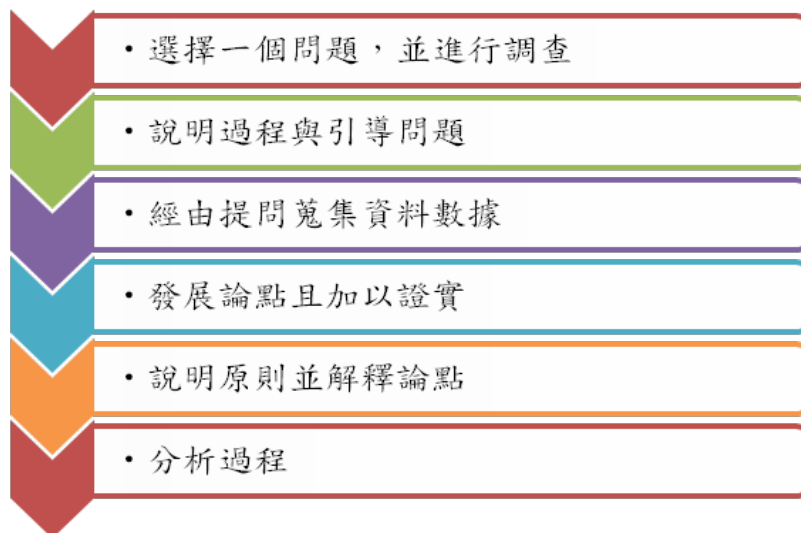 ・選擇一個問題，並進行調查
・說明過程與引導問題
・經由提問蒐集資料數據
・發展論點且加以證實
・說明原則並解釋論點
・分析過程